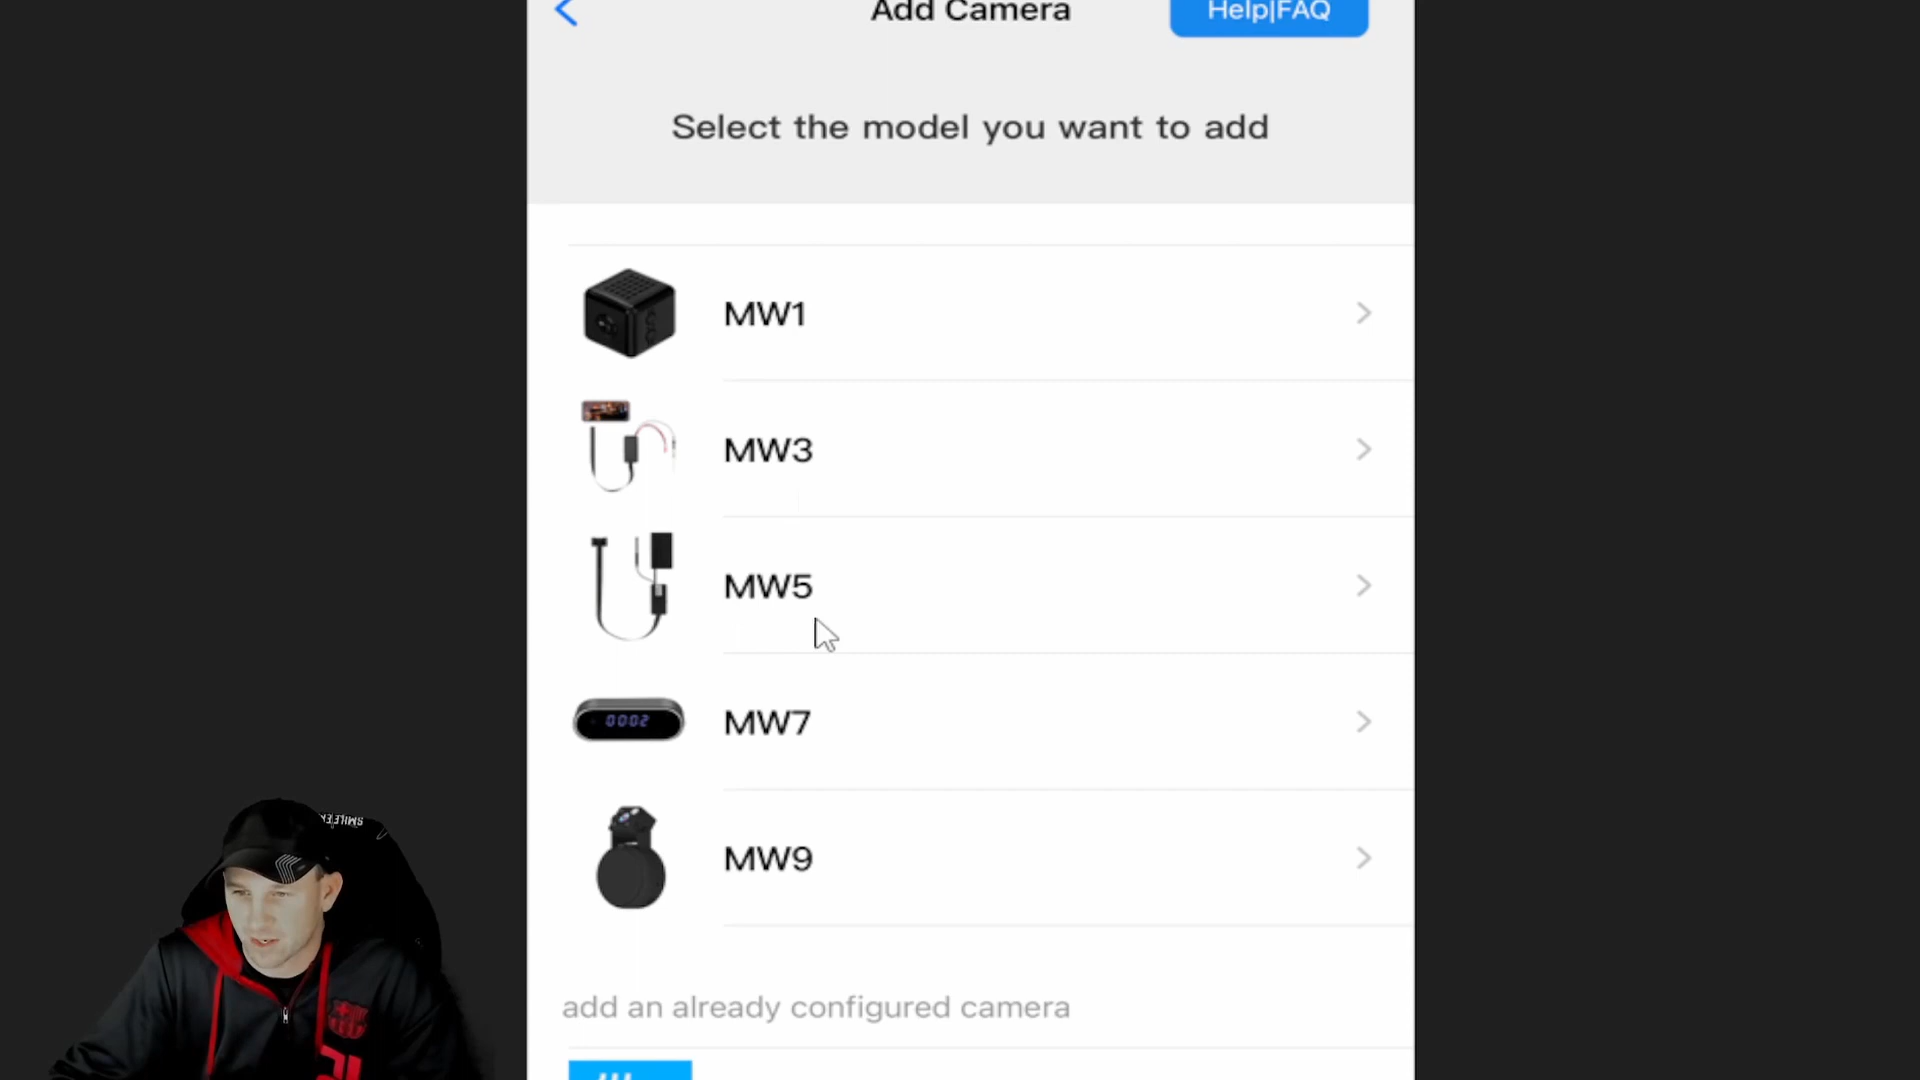 Add Camera
Help|FAQ
Select the model you want to add
MW1
MW3
MW5
0002
MW7
MW9
add an already configured camera